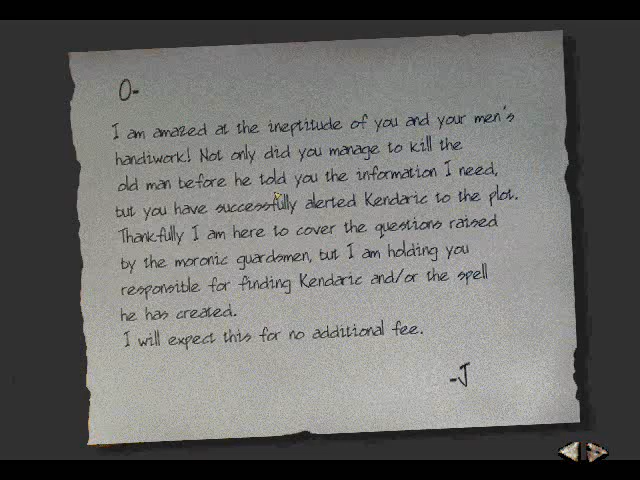 O-
I am amazed at the ineptitude of you and your men's
handiwork! Not only did you manage to kill the
old man before he told you the information I need,
but you have successfully alerted Kendaric to the plot.
Thankfully I am here to cover the questions raised
by the moronic guardsmen, but I am holding you
responsible for finding Kendaric and/or the spell
he has created.
I will expect this for no additional fee.
-J